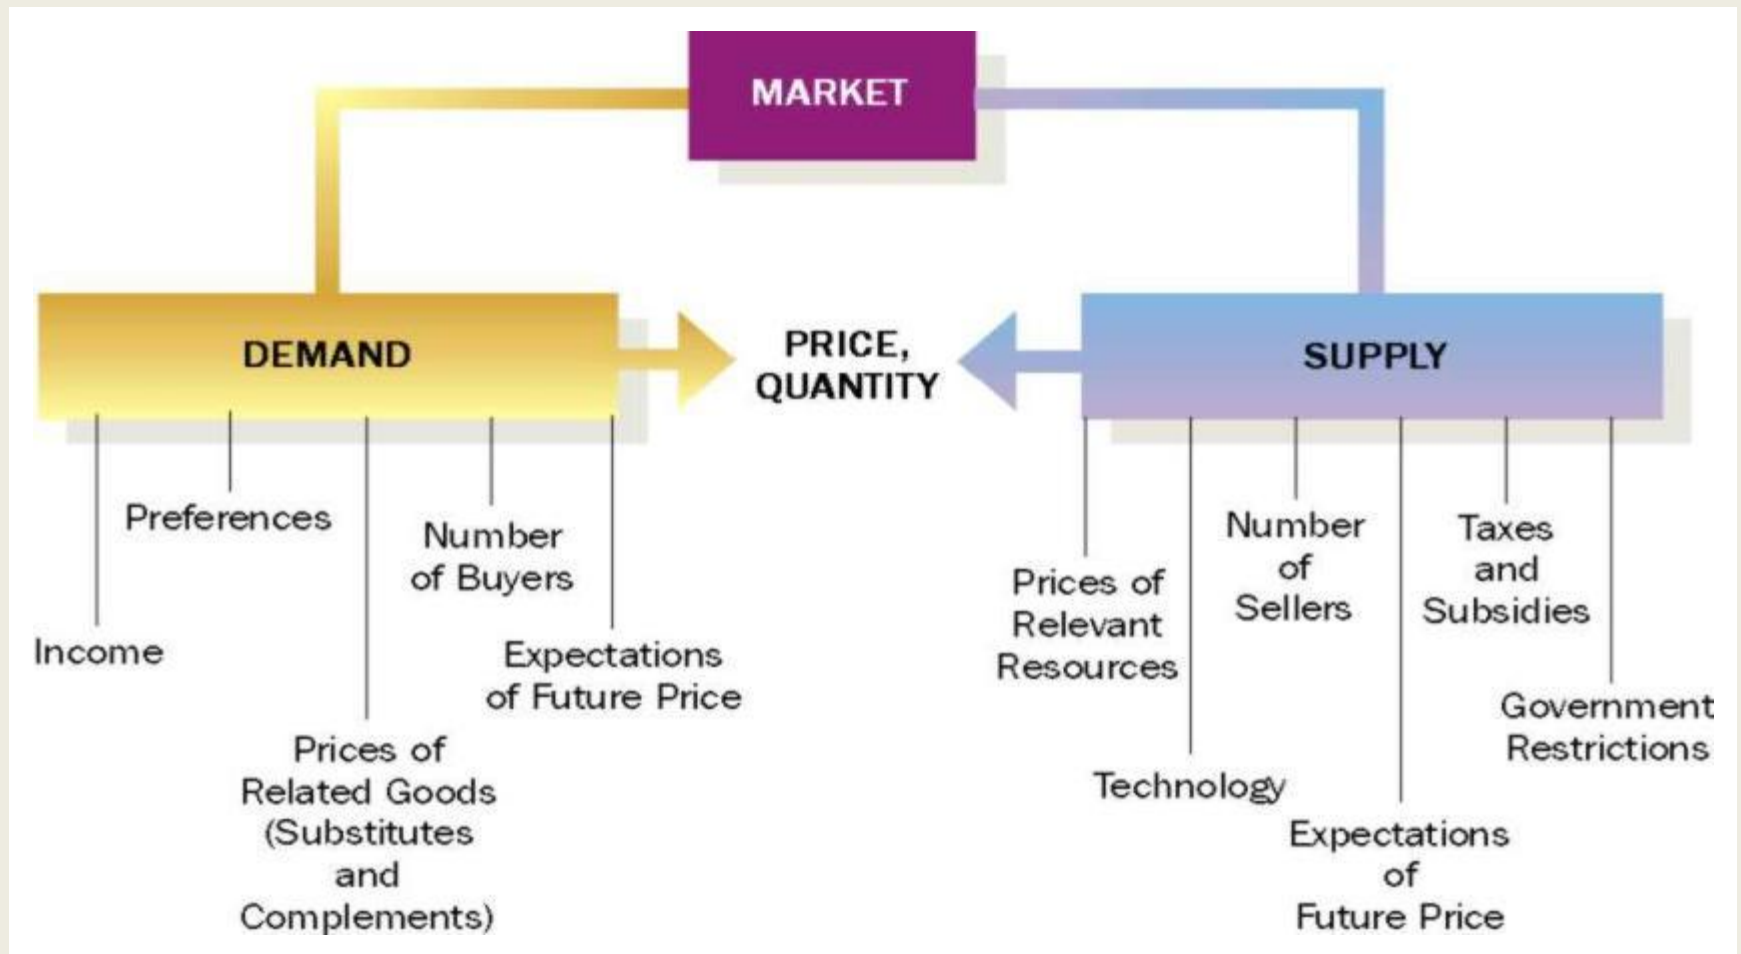 MARKET
DEMAND
PRICE,
QUANTITY
SUPPLY
Income
Preferences
Prices of
Related Goods
(Substitutes
and
Complements)
Number
of Buyers
Expectations
of Future Price
Prices of
Relevant
Resources
Technology
Number
of
Sellers
Expectations
of
Future Price
Taxes
and
Subsidies
Government
Restrictions